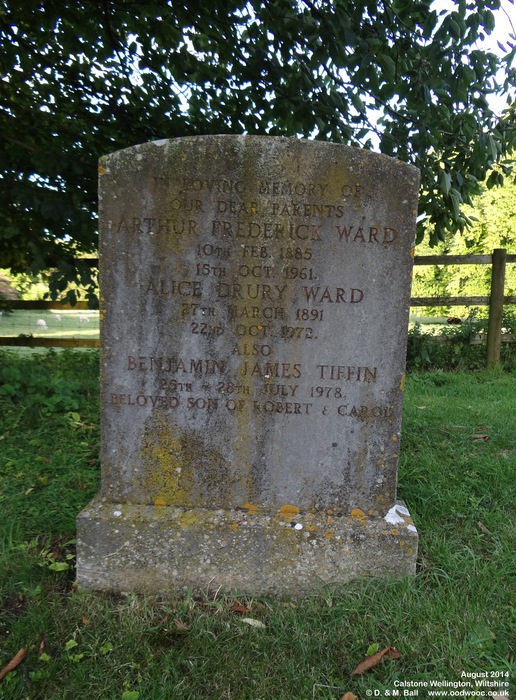 IN LOVING MEMORY OF
OUR DEAR PARENTS
ARTHUR FREDERICK WARD
10TH FEB. 1885
15TH OCT. 1961.
ALICE DRURY WARD
27TH MARCH 1891
22ND OCT. 1972.
ALSO
BENJAMIN JAMES TIFFIN
25TH - 28TH JULY 1978.
BELOVED SON OF ROBERT & CAROL
August 2014
Calstone Wellington, Wiltshire
© D. & M. Ball www.oodwooc.co.uk